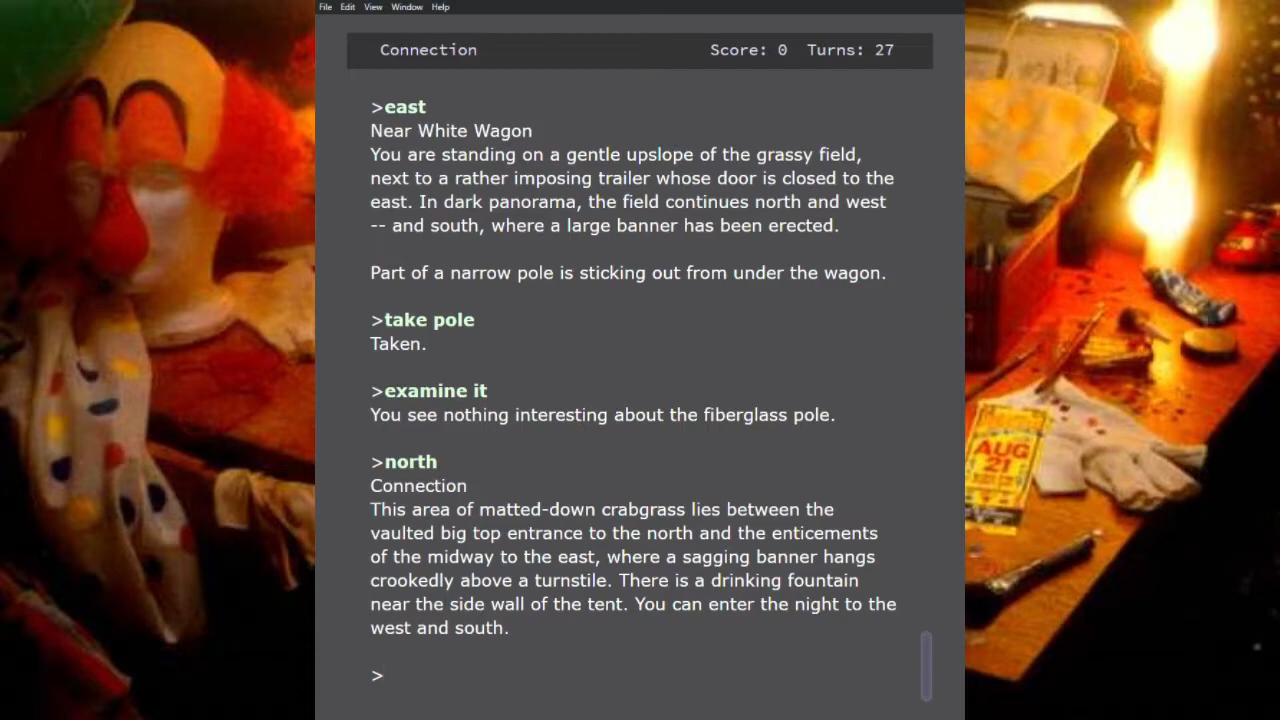 File Edit View Window Help
Connection Score: 0 Turns: 27
>east
Near White Wagon
You are standing on a gentle upslope of the grassy field,
next to a rather imposing trailer whose door is closed to the
east. In dark panorama, the field continues north and west
-- and south, where a large banner has been erected.
Part of a narrow pole is sticking out from under the wagon.
>take pole
Taken.
>examine it
You see nothing interesting about the fiberglass pole.
>north
Connection
This area of matted-down crabgrass lies between the
vaulted big top entrance to the north and the enticements
of the midway to the east, where a sagging banner hangs
crookedly above a turnstile. There is a drinking fountain
near the side wall of the tent. You can enter the night to the
west and south.
>
AUG
21